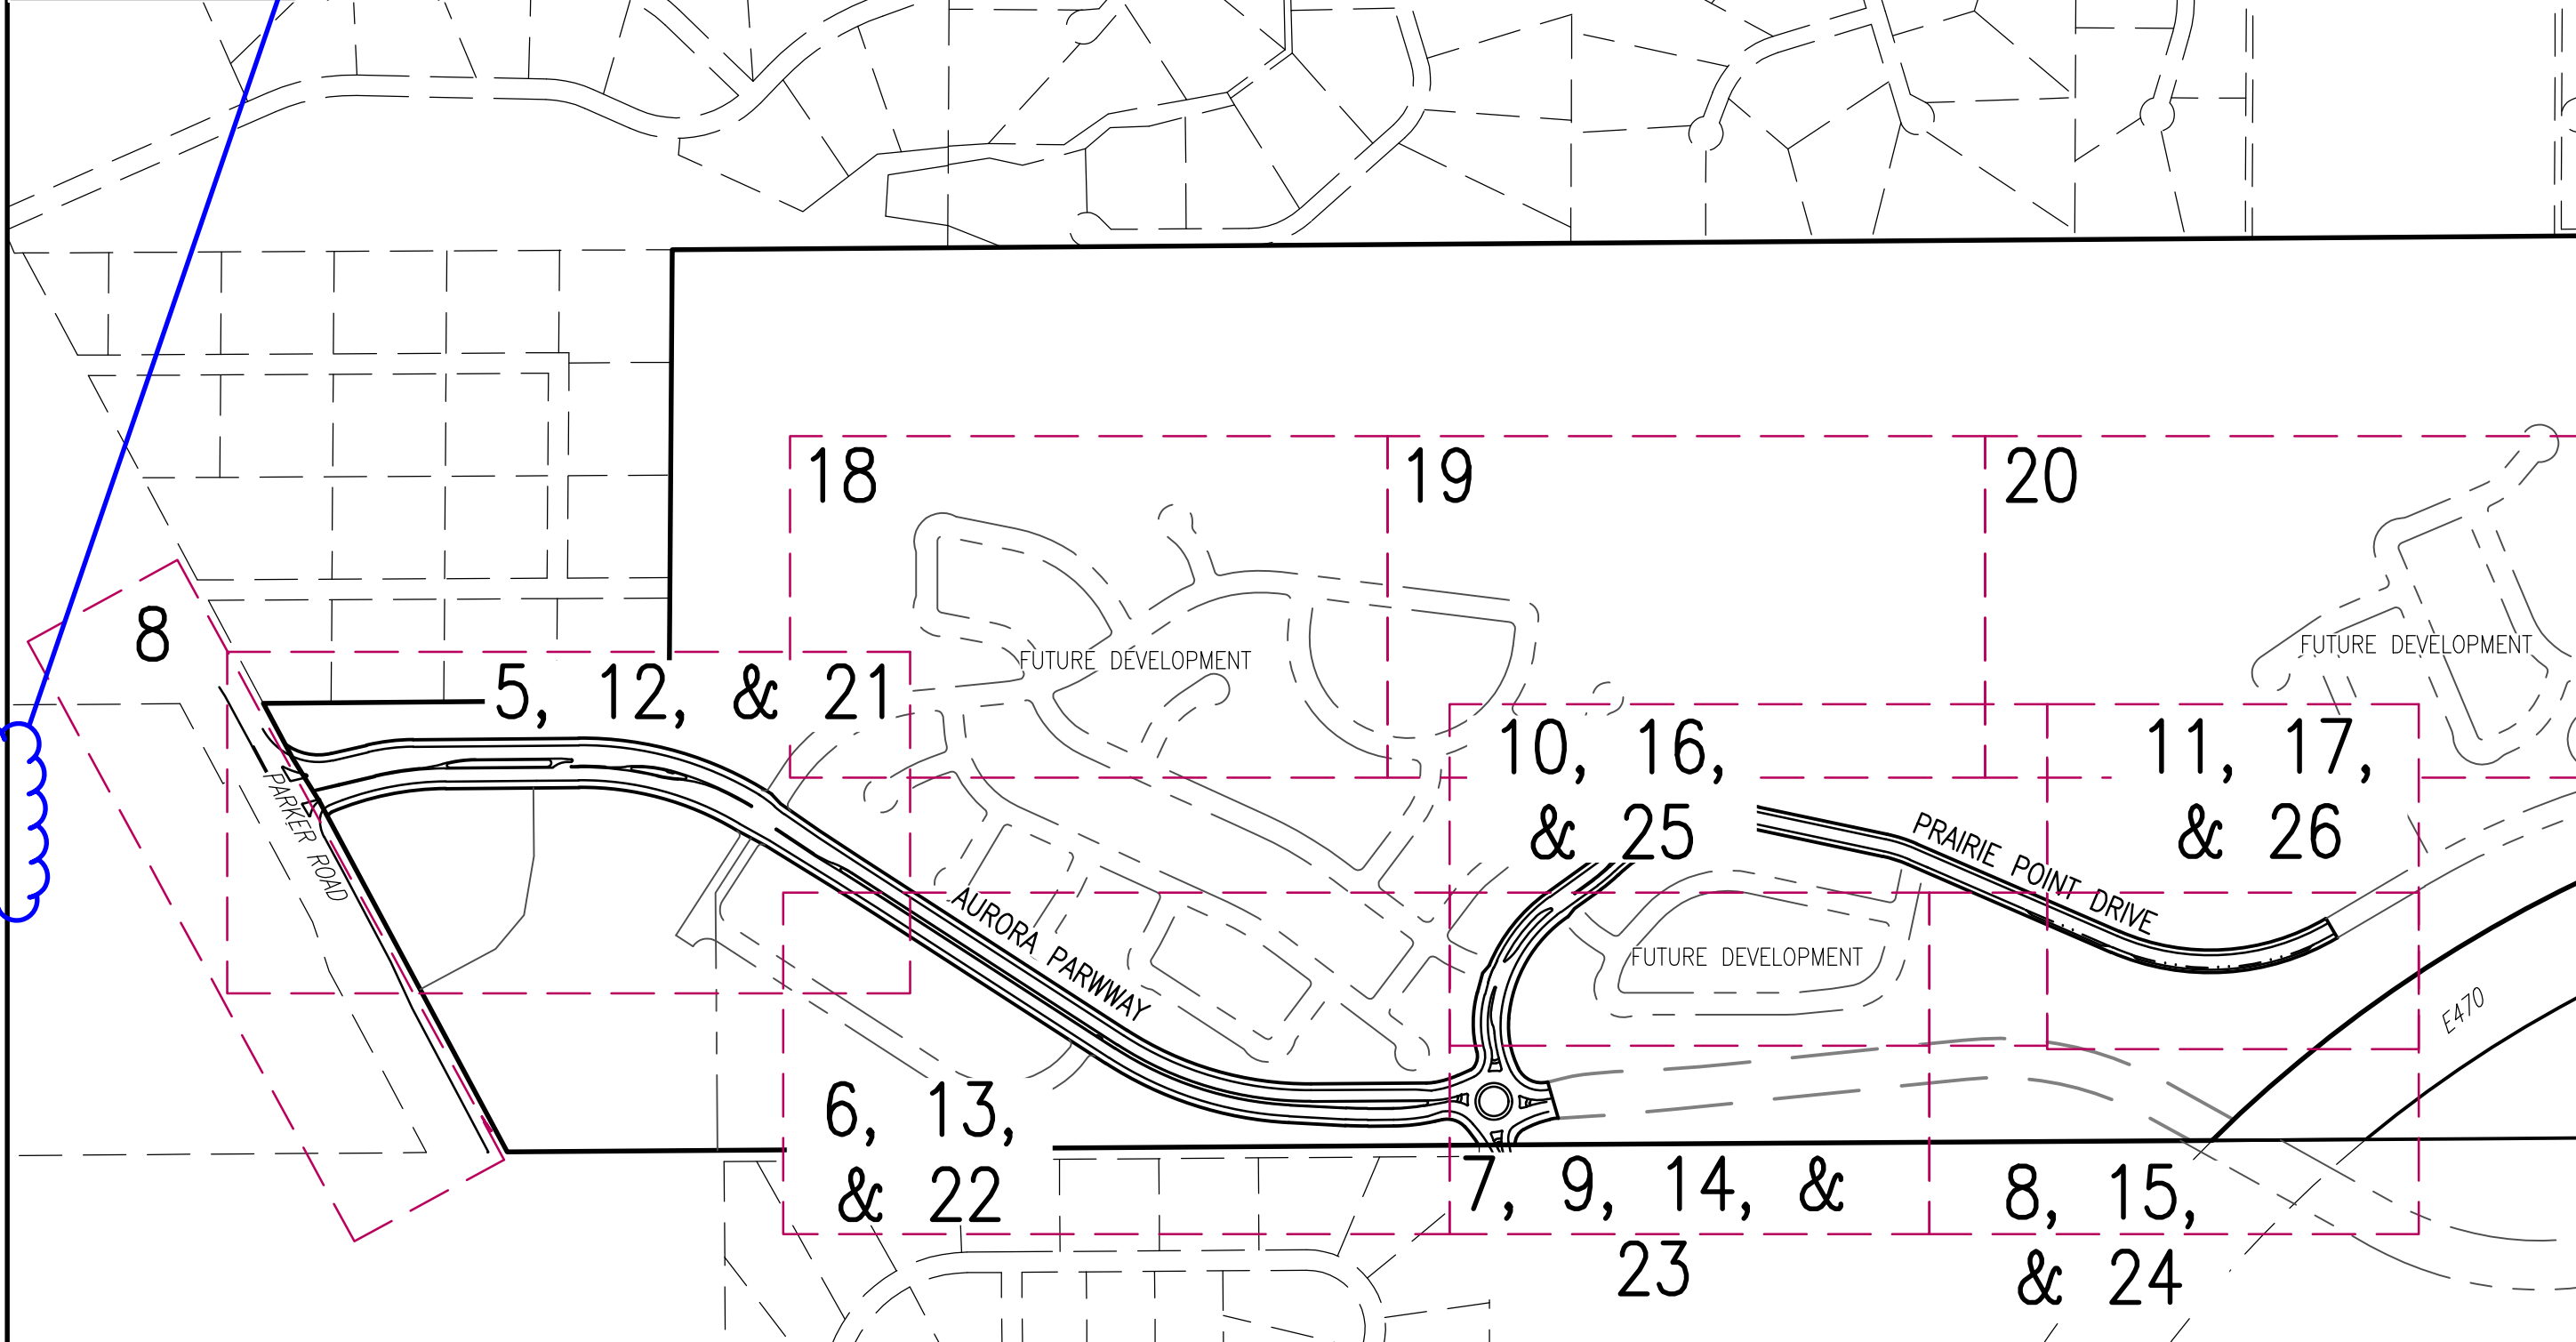 18
19
20
8
FUTURE DEVELOPMENT
FUTURE DEVELOPMENT
5, 12, & 21
10, 16,
& 25
11, 17,
& 26
PARKER ROAD
PRAIRIE POINT DRIVE
AURORA PARWWAY
FUTURE DEVELOPMENT
E470
6, 13,
& 22
7, 9, 14, &
23
8, 15,
& 24